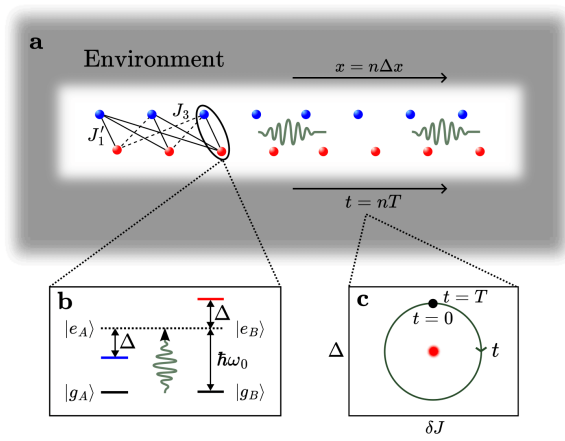 a
Environment
x = nΔx
J₃
J₁′
t = nT
b
Δ
|e_A⟩
|e_B⟩
Δ
ħω₀
|g_A⟩
|g_B⟩
c
t = T
t = 0
Δ
t
δJ